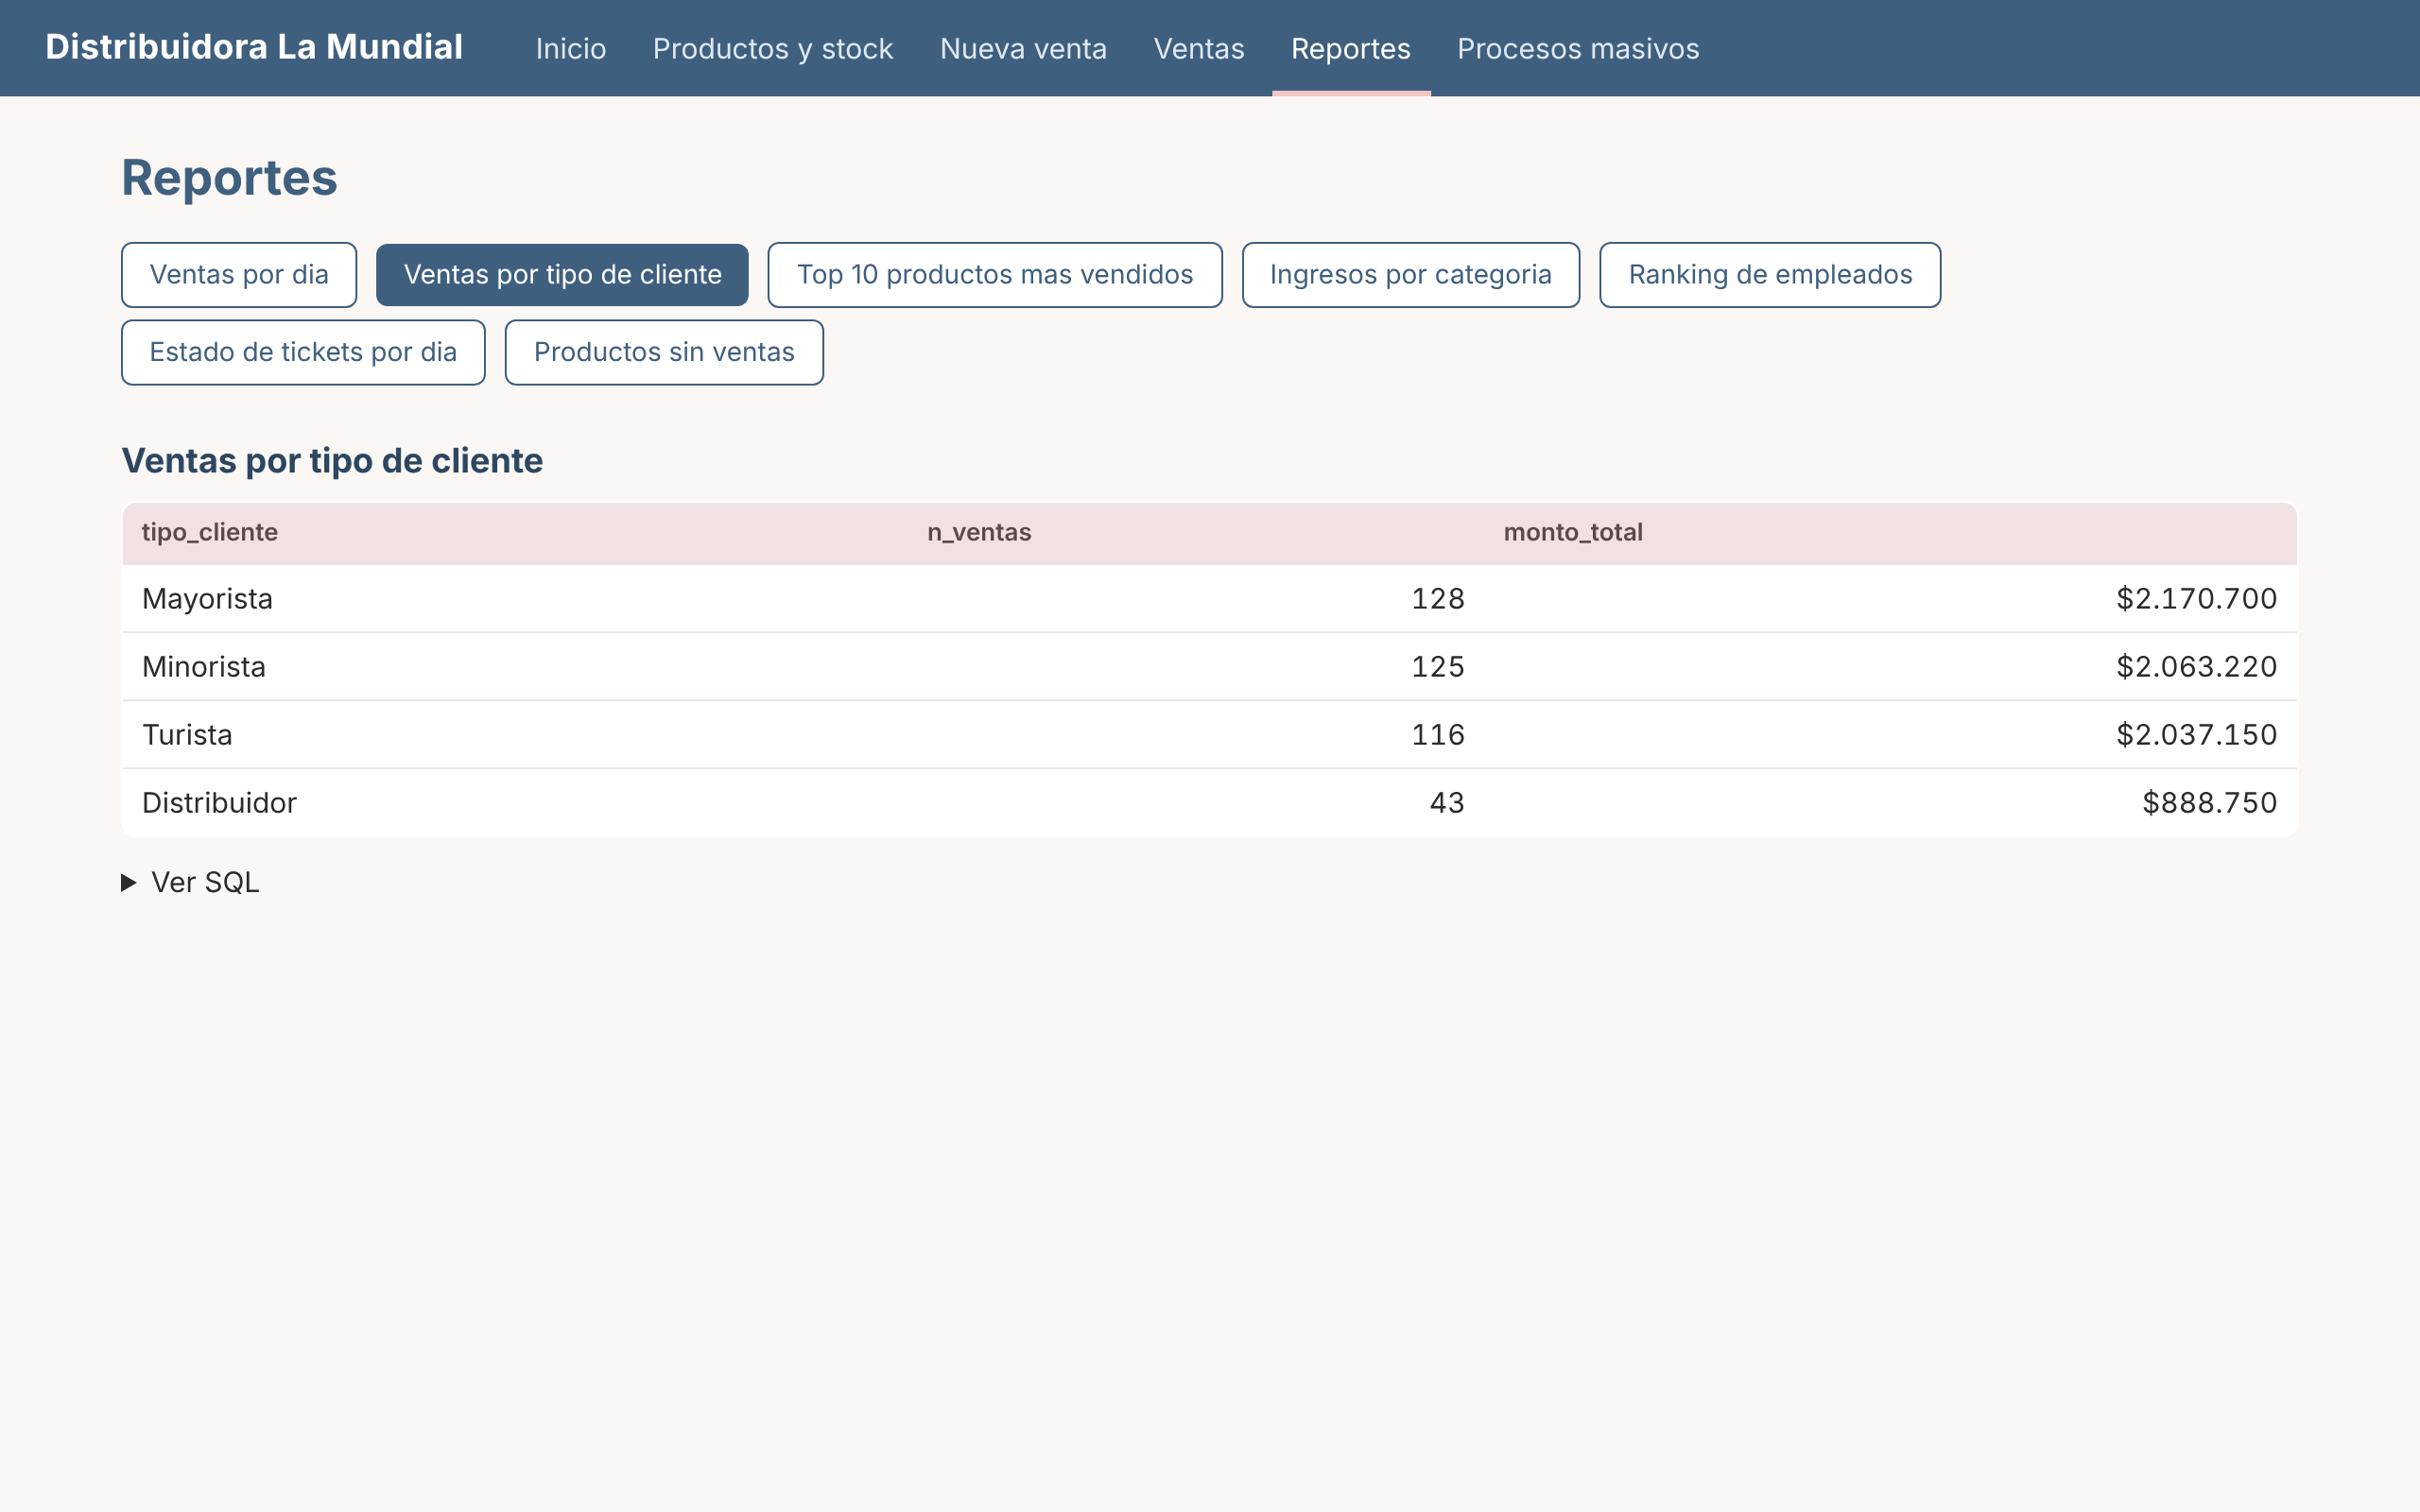 Distribuidora La Mundial Inicio Productos y stock Nueva venta Ventas Reportes Procesos masivos
Reportes
Ventas por dia Ventas por tipo de cliente Top 10 productos mas vendidos Ingresos por categoria Ranking de empleados
Estado de tickets por dia Productos sin ventas
Ventas por tipo de cliente
tipo_cliente n_ventas monto_total
Mayorista 128 $2.170.700
Minorista 125 $2.063.220
Turista 116 $2.037.150
Distribuidor 43 $888.750
Ver SQL